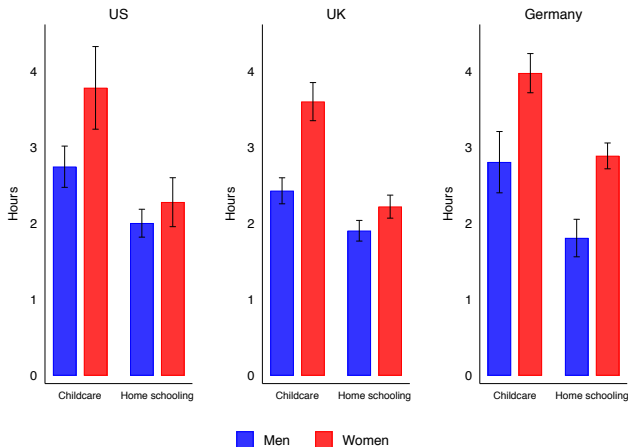 US
UK
Germany
4
3
2
1
0
Hours
Childcare
Home schooling
4
3
2
1
0
Hours
Childcare
Home schooling
4
3
2
1
0
Hours
Childcare
Home schooling
Men
Women